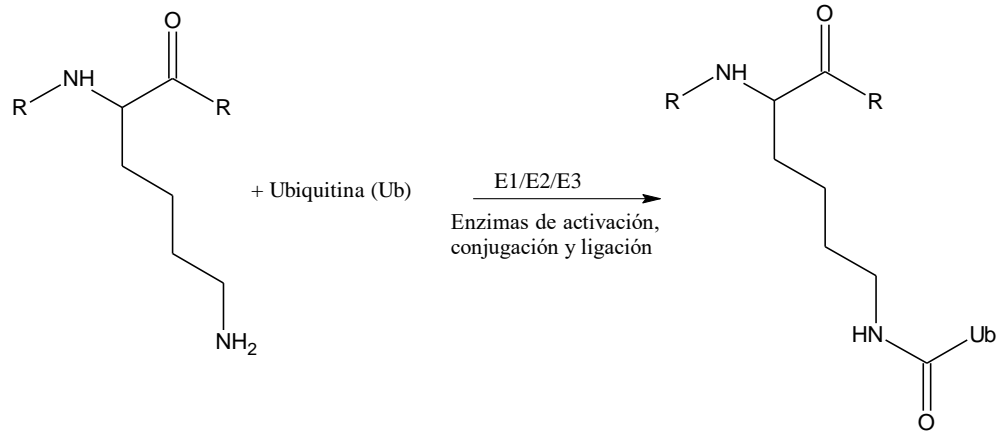 O
NH
R
R
NH2
+ Ubiquitina (Ub)
E1/E2/E3
Enzimas de activación,
conjugación y ligación
O
NH
R
R
HN
Ub
O